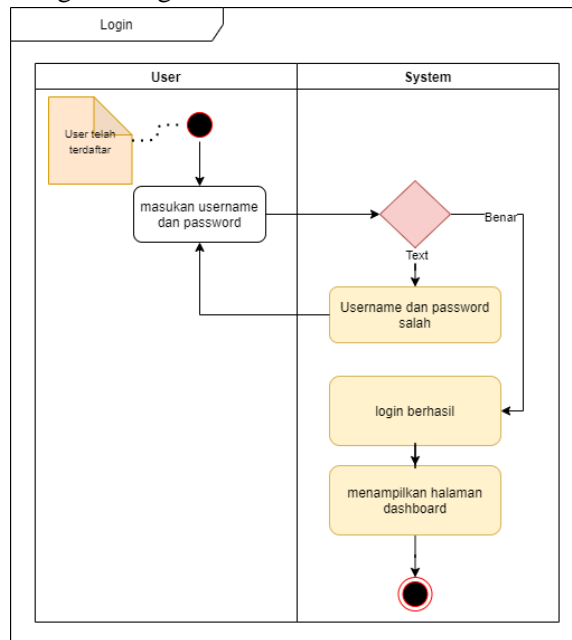 Login
User
System
User telah
terdaftar
masukan username
dan password
Benar
Text
Username dan password
salah
login berhasil
menampilkan halaman
dashboard